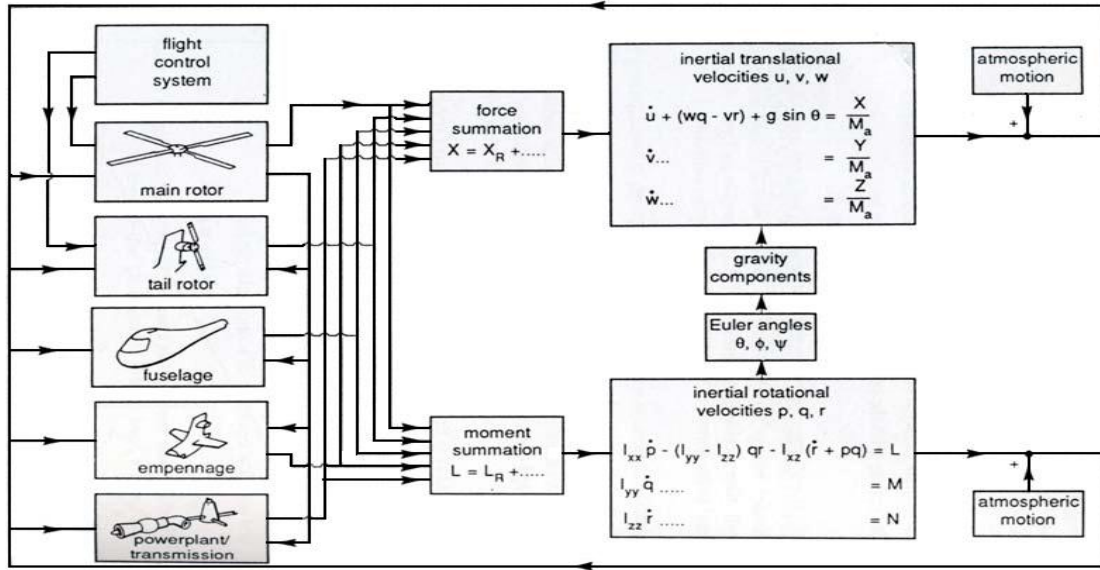 flight
control
system
main rotor
tail rotor
fuselage
empennage
powerplant/
transmission
force
summation
X = X_R + .....
moment
summation
L = L_R + .....
inertial translational
velocities u, v, w
u̇ + (wq - vr) + g sin θ = X/M_a
v̇... = Y/M_a
ẇ... = Z/M_a
gravity
components
Euler angles
θ, ϕ, ψ
inertial rotational
velocities p, q, r
I_xx ṗ - (I_yy - I_zz) qr - I_xz (ṙ + pq) = L
I_yy q̇ ..... = M
I_zz ṙ ..... = N
atmospheric
motion
+
+
atmospheric
motion